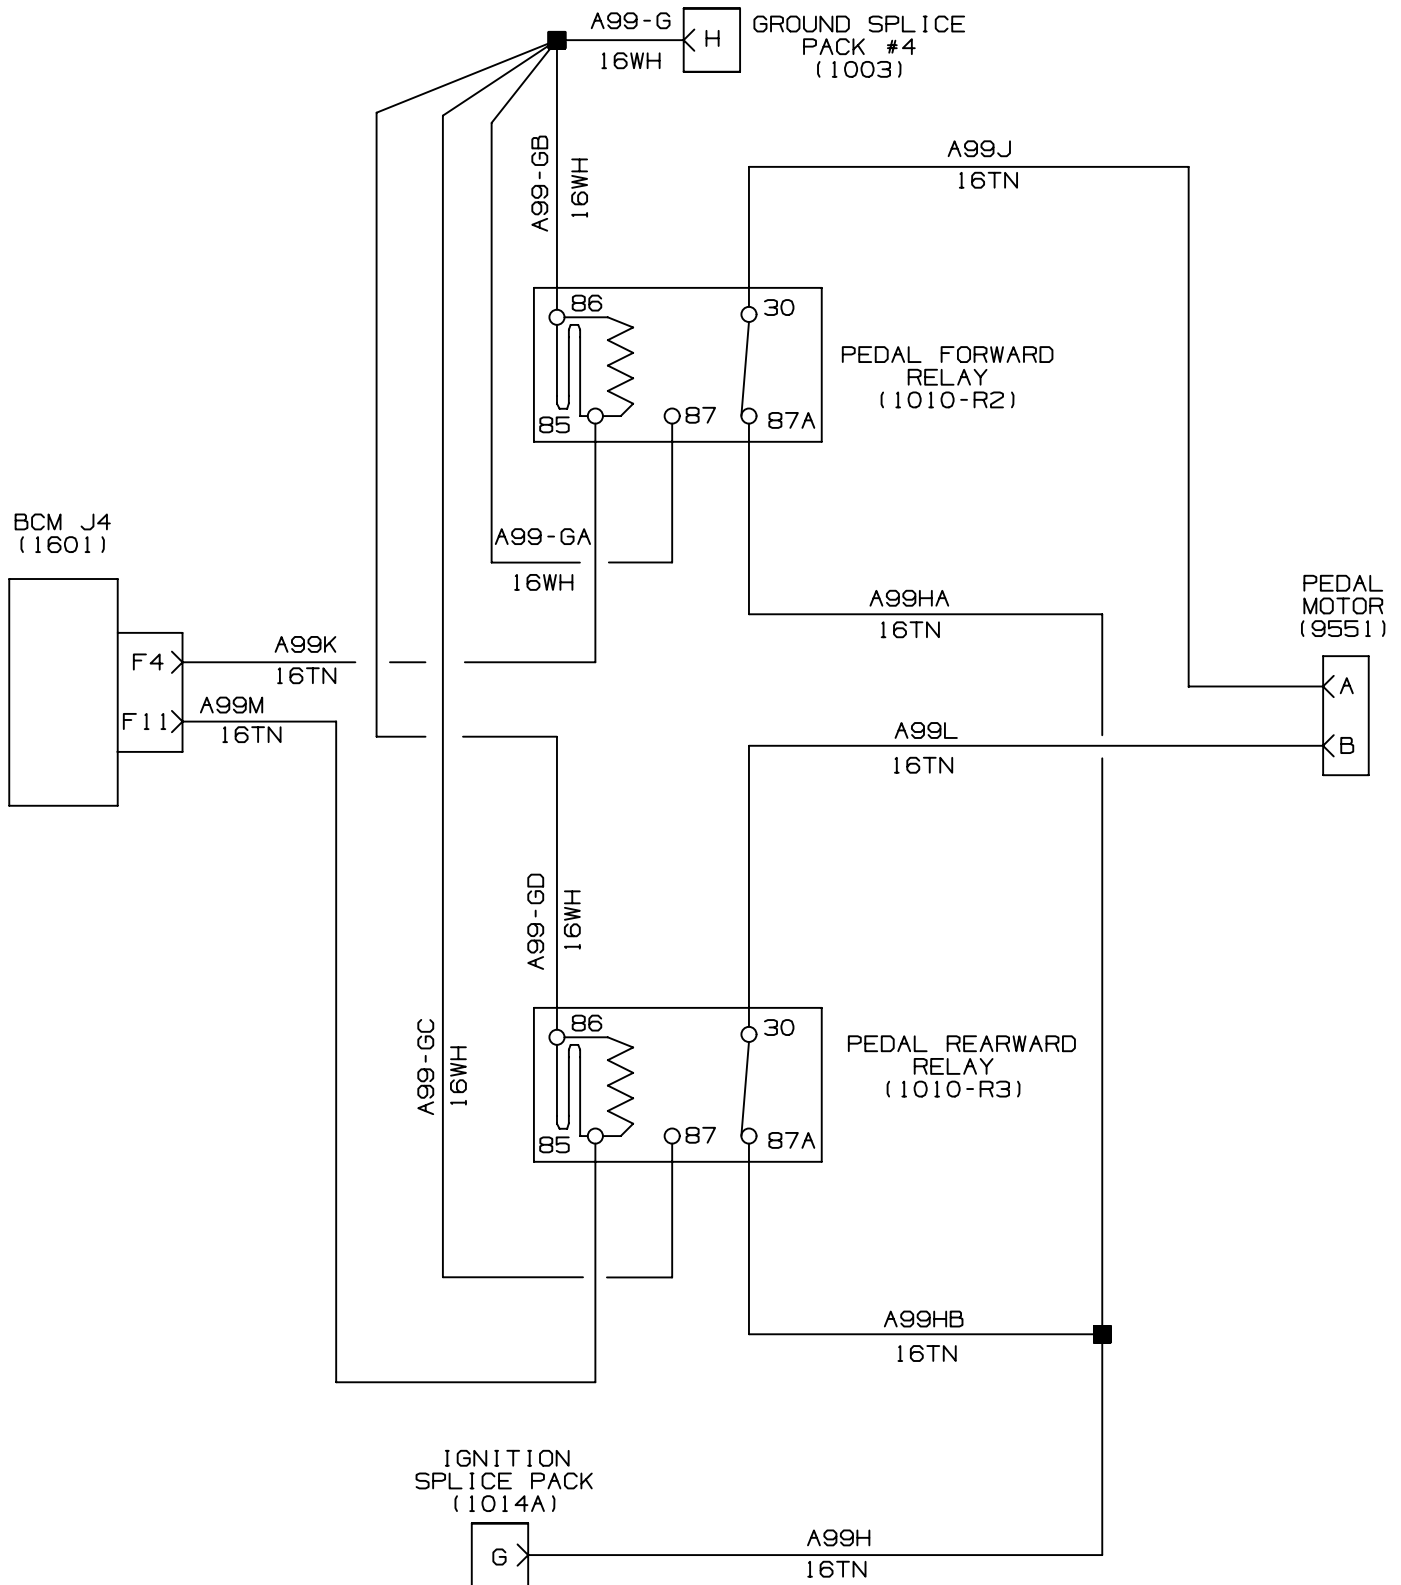 A99-G
16WH
H
GROUND SPLICE
PACK #4
(1003)
A99-GB
16WH
A99J
16TN
86
30
85
87
87A
PEDAL FORWARD
RELAY
(1010-R2)
A99-GA
16WH
BCM J4
(1601)
F4
F11
A99K
16TN
A99M
16TN
A99HA
16TN
PEDAL
MOTOR
(9551)
A
B
A99L
16TN
A99-GD
16WH
A99-GC
16WH
86
30
85
87
87A
PEDAL REARWARD
RELAY
(1010-R3)
A99HB
16TN
IGNITION
SPLICE PACK
(1014A)
G
A99H
16TN